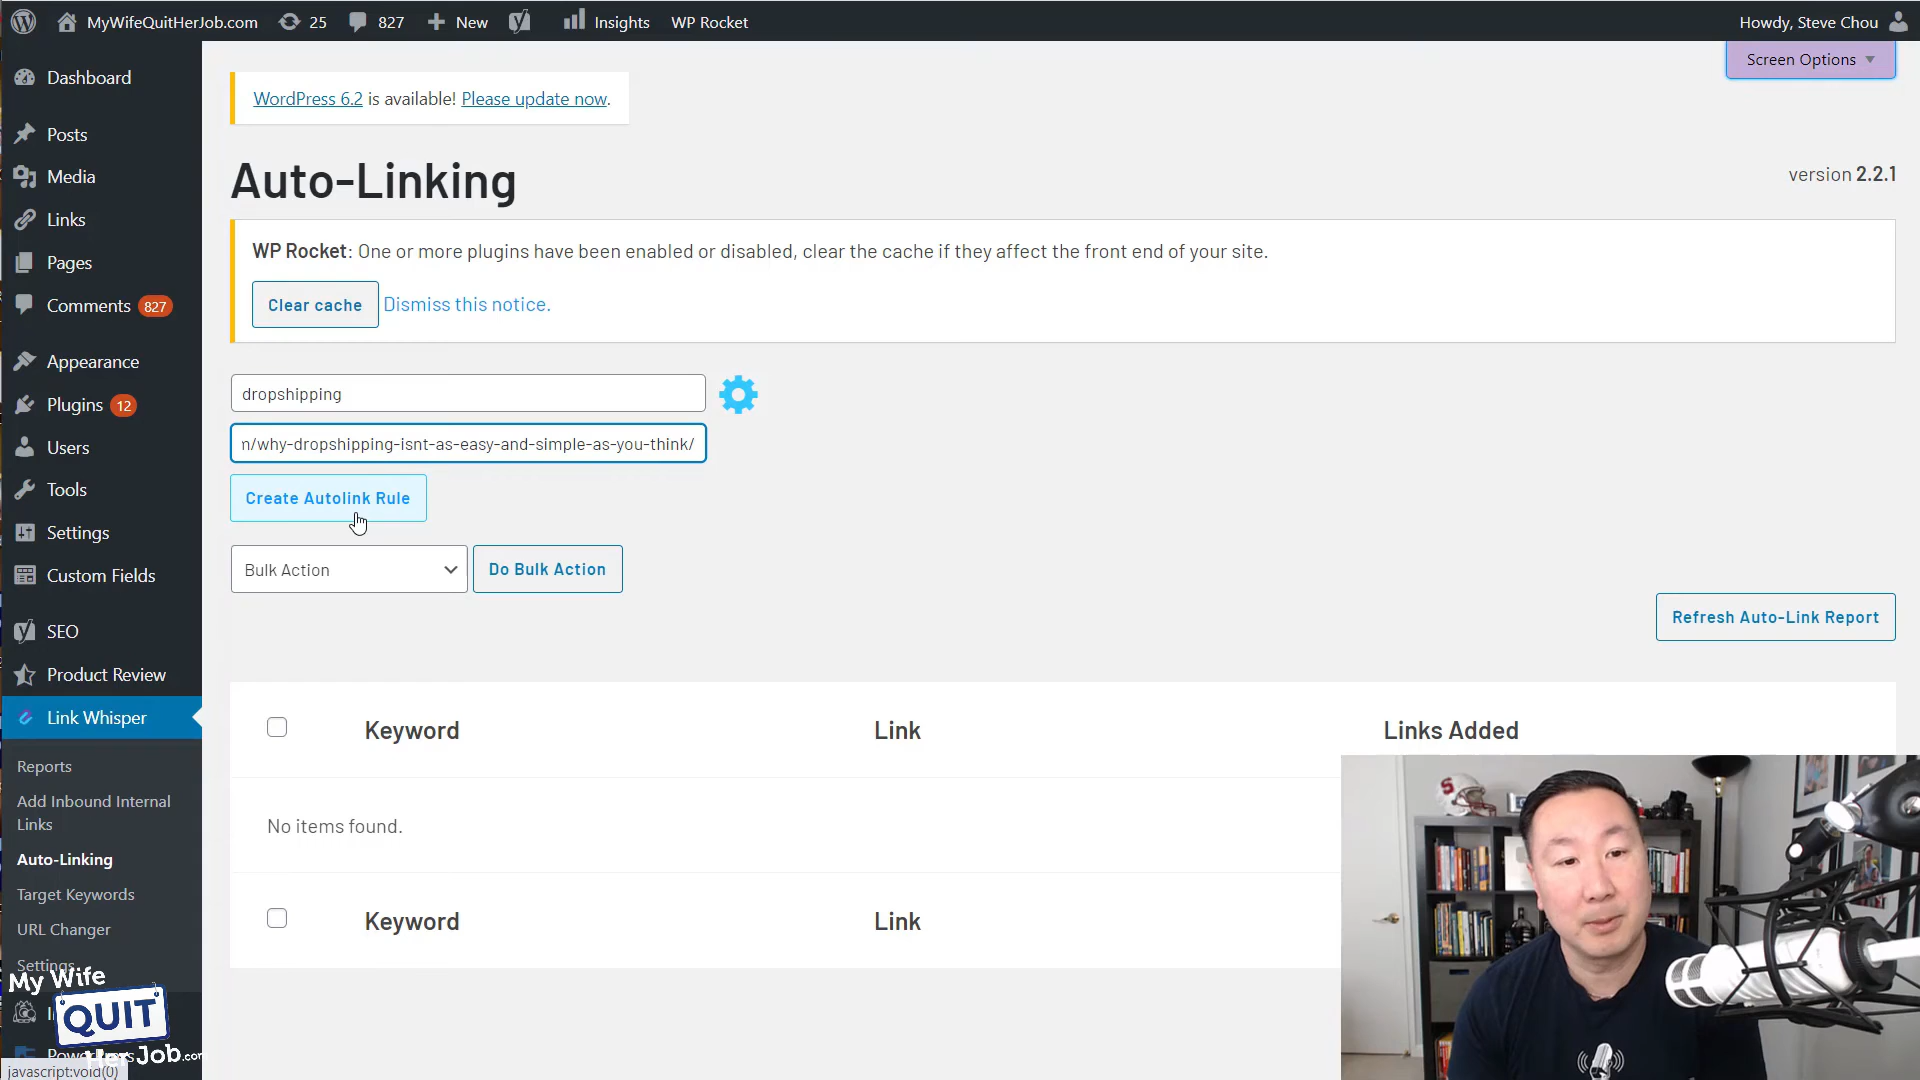 MyWifeQuitHerJob.com 25 827 New Insights WP Rocket Howdy, Steve Chou
Screen Options
Dashboard
Posts
Media
Links
Pages
Comments 827
Appearance
Plugins 12
Users
Tools
Settings
Custom Fields
SEO
Product Review
Link Whisper
Reports
Add Inbound Internal
Links
Auto-Linking
Target Keywords
URL Changer
Settings
WordPress 6.2 is available! Please update now.
Auto-Linking
version 2.2.1
WP Rocket: One or more plugins have been enabled or disabled, clear the cache if they affect the front end of your site.
Clear cache Dismiss this notice.
dropshipping
n/why-dropshipping-isnt-as-easy-and-simple-as-you-think/
Create Autolink Rule
Bulk Action Do Bulk Action
Refresh Auto-Link Report
Keyword Link Links Added
No items found.
Keyword Link
My Wife
QUIT
Her Job.com
javascript:void(0)